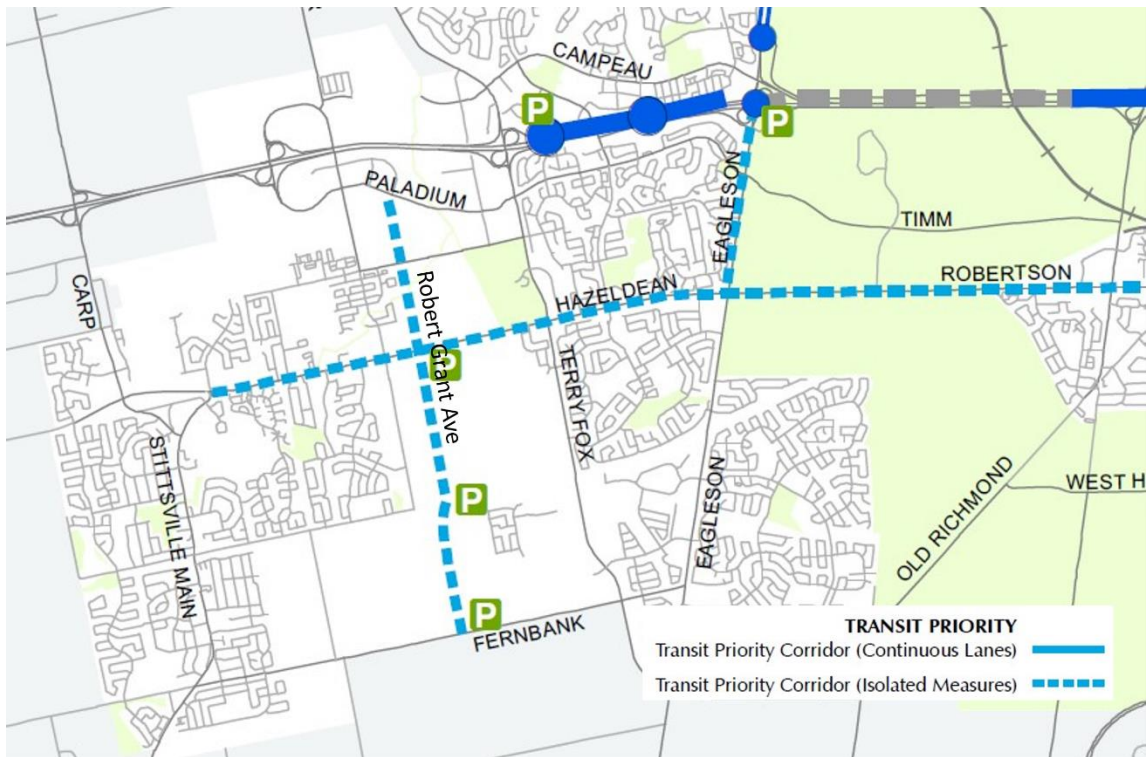 CAMPEAU
P
P
PALADIUM
EAGLESON
TIMM
CARP
HAZELDEAN
ROBERTSON
Robert Grant Ave
P
TERRY FOX
STITTSVILLE MAIN
P
EAGLESON
OLD RICHMOND
WEST H
P
FERNBANK
TRANSIT PRIORITY
Transit Priority Corridor (Continuous Lanes)
Transit Priority Corridor (Isolated Measures)